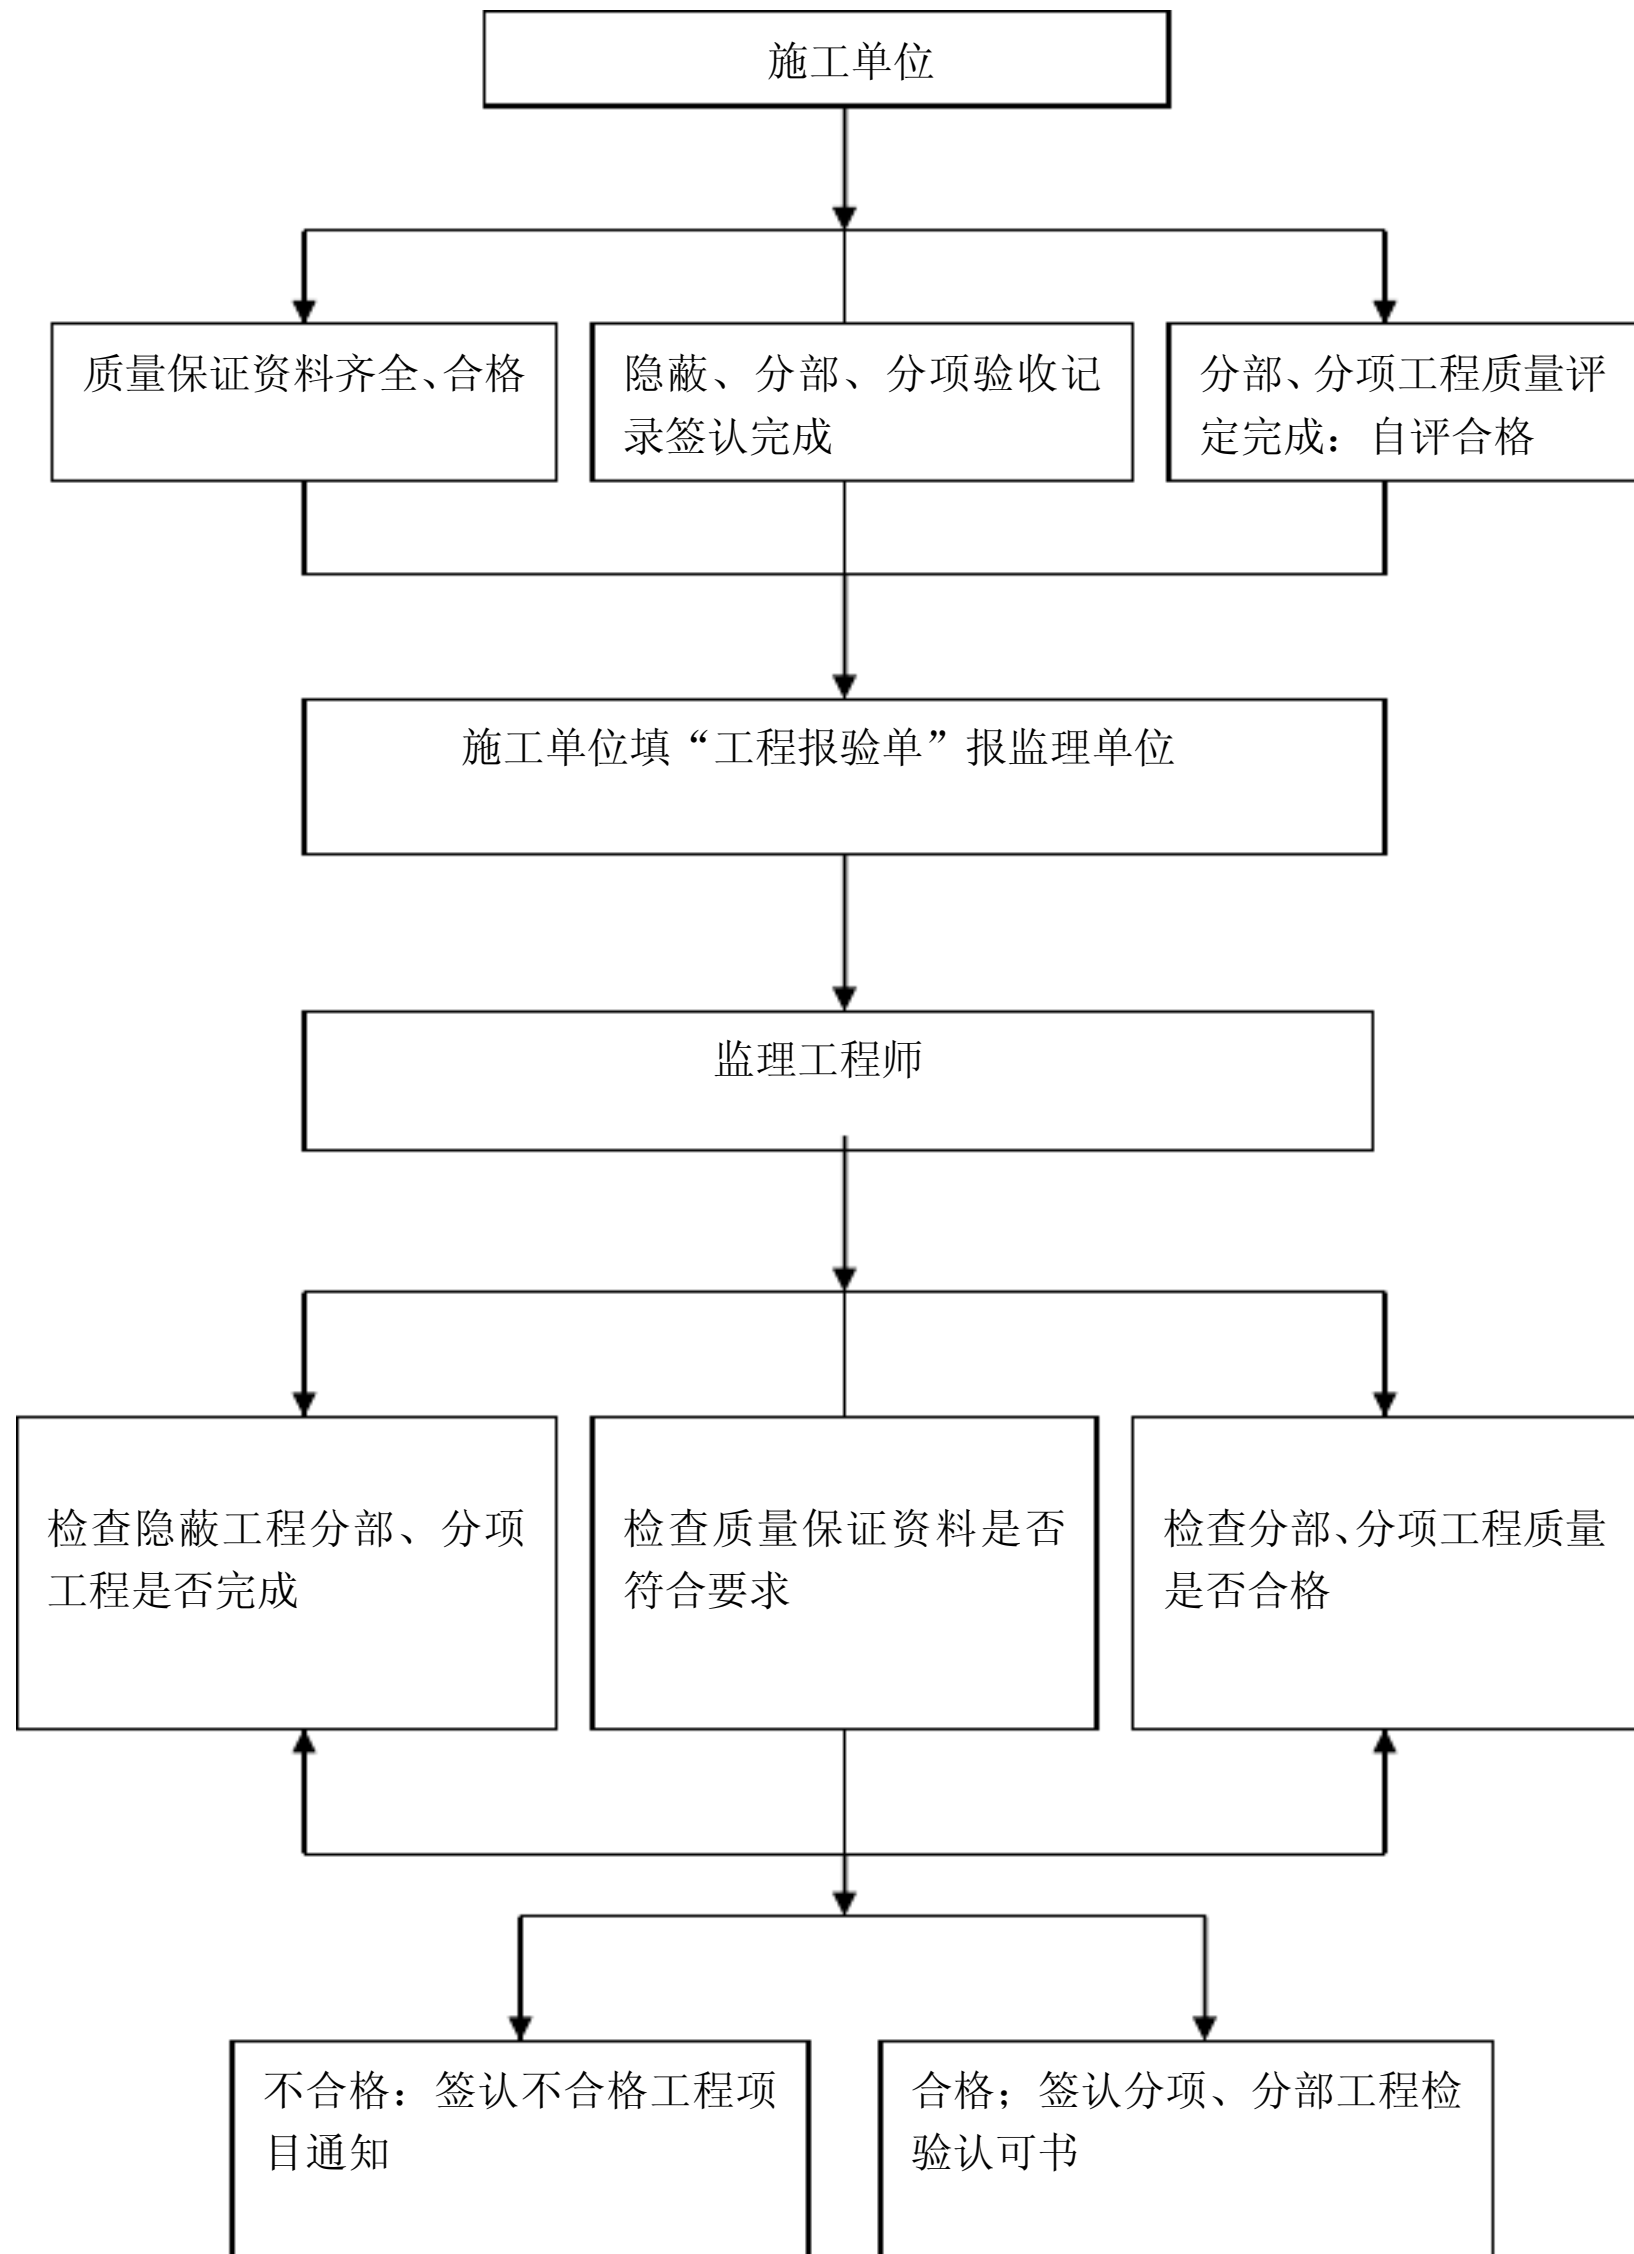 施工单位
质量保证资料齐全、合格
隐蔽、分部、分项验收记
录签认完成
分部、分项工程质量评
定完成：自评合格
施工单位填“工程报验单”报监理单位
监理工程师
检查隐蔽工程分部、分项
工程是否完成
检查质量保证资料是否
符合要求
检查分部、分项工程质量
是否合格
不合格：签认不合格工程项
目通知
合格；签认分项、分部工程检
验认可书